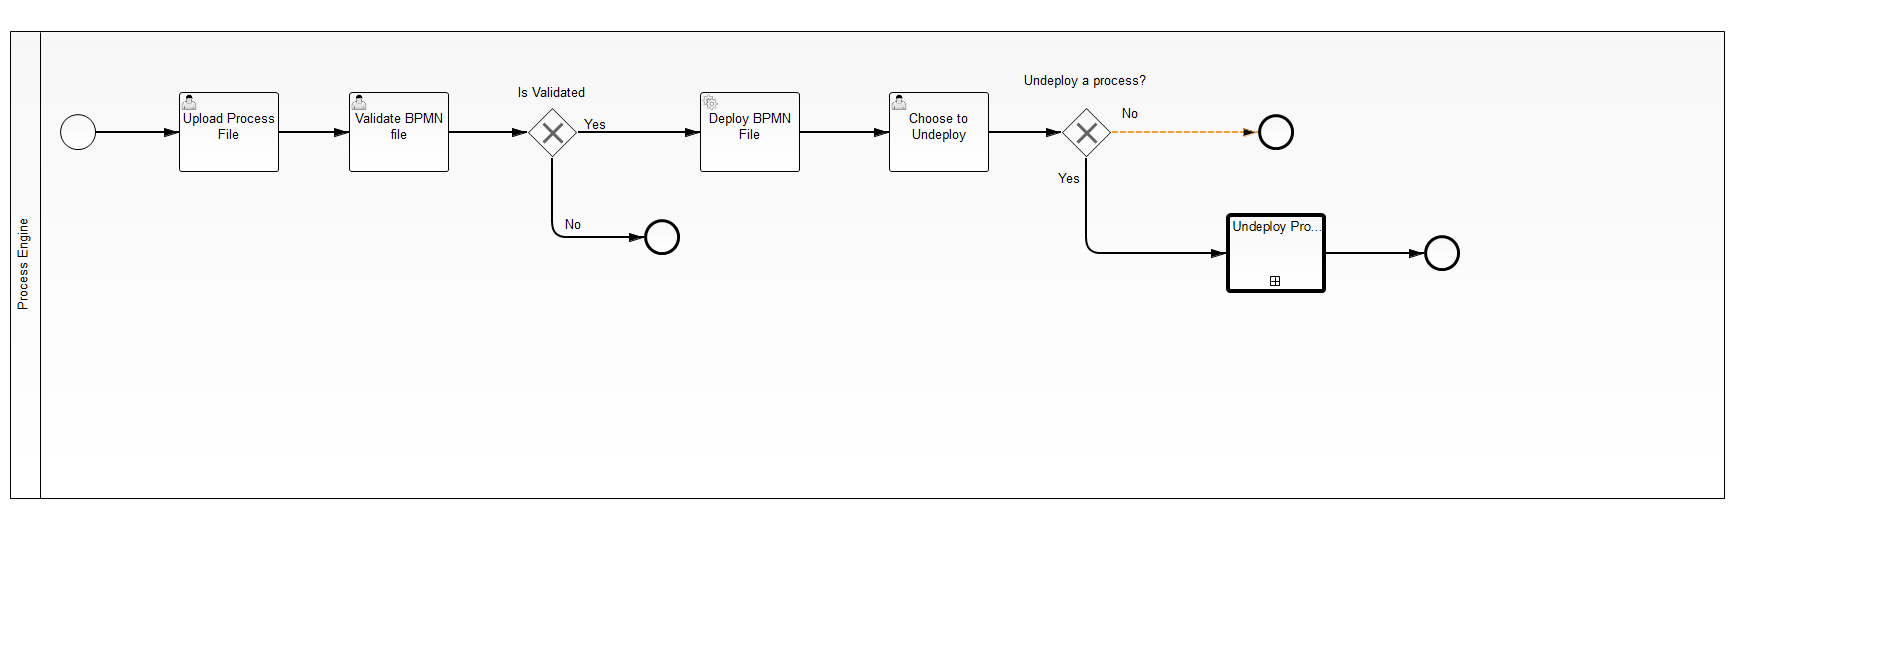 Process Engine
Upload Process
File
Validate BPMN
file
Is Validated
Yes
No
Deploy BPMN
File
Choose to
Undeploy
Undeploy a process?
No
Yes
Undeploy Pro...